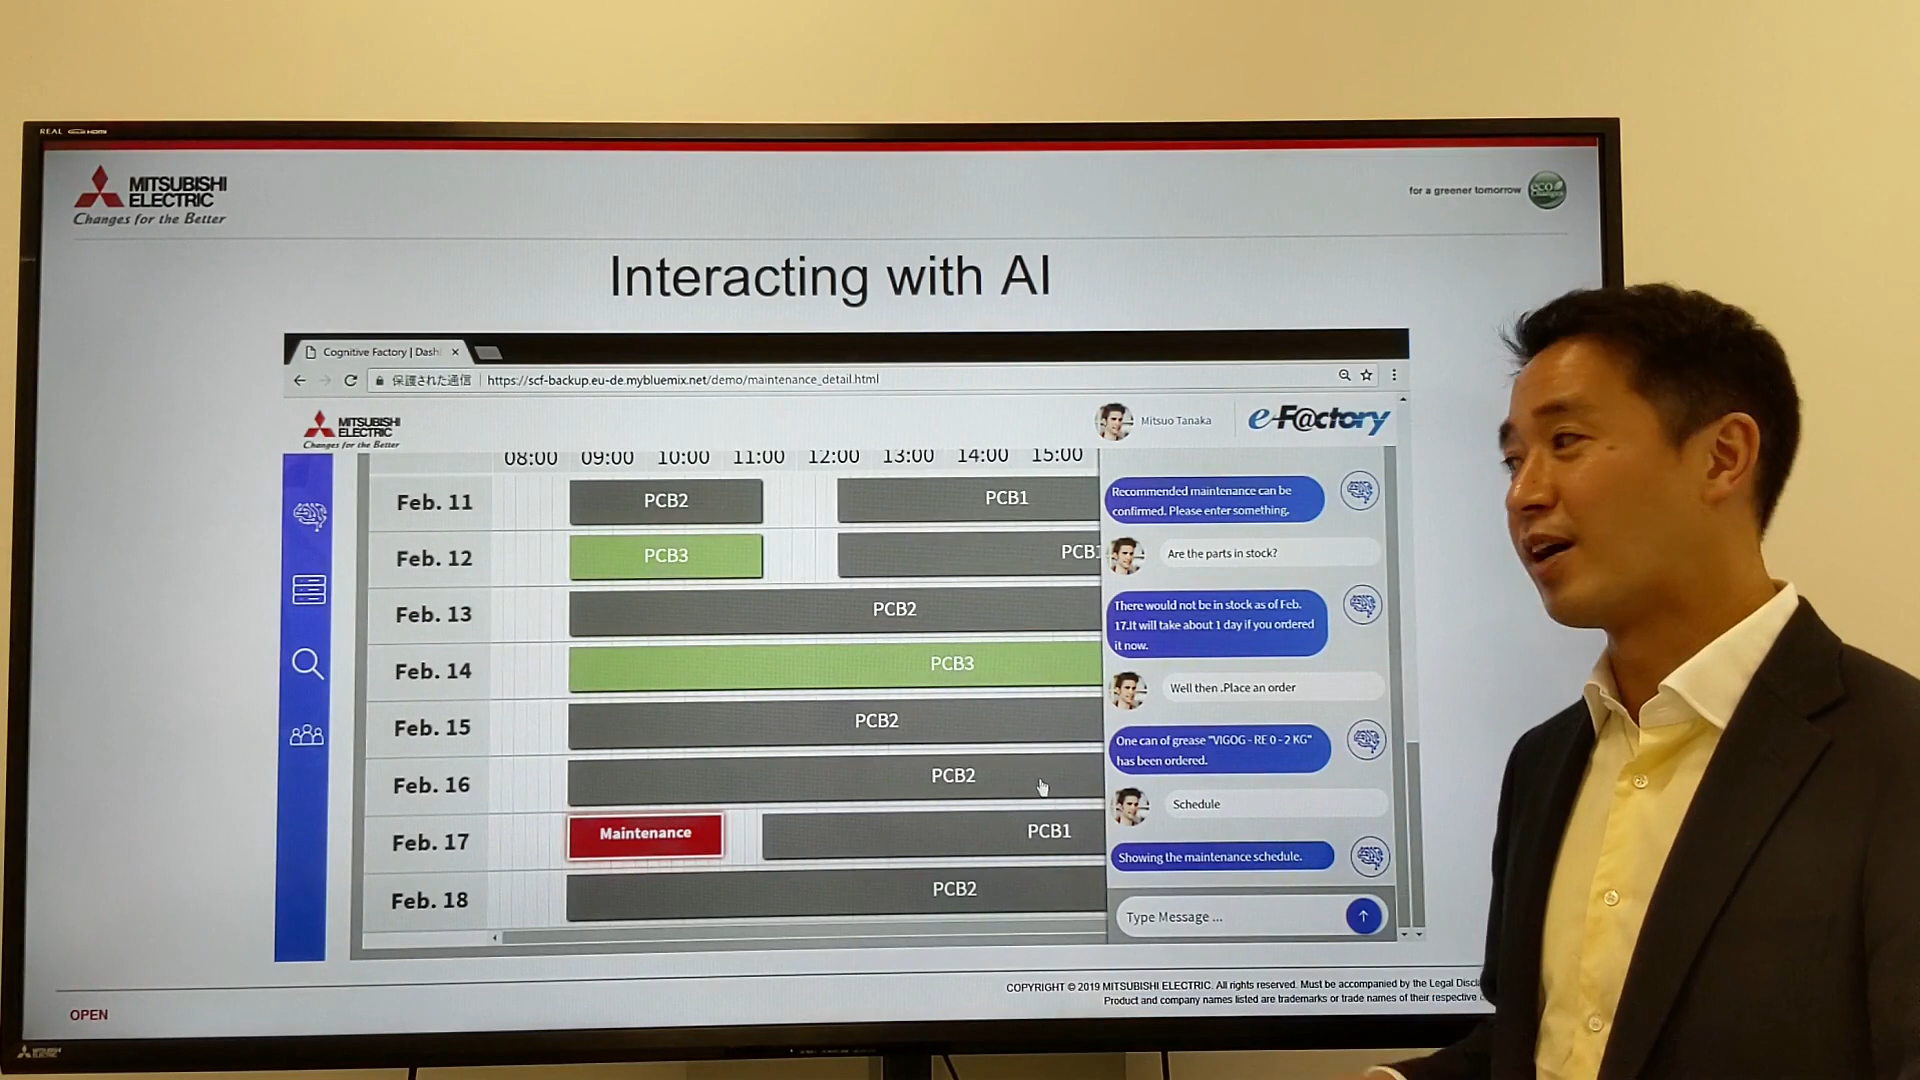 REAL HDMI
MITSUBISHI
ELECTRIC
Changes for the Better
for a greener tomorrow
eco
changes
Interacting with AI
Cognitive Factory | Dash
保護された通信
https://scf-backup.eu-de.mybluemix.net/demo/maintenance_detail.html
MITSUBISHI
ELECTRIC
Changes for the Better
Mitsuo Tanaka
e-F@ctory
08:00 09:00 10:00 11:00 12:00 13:00 14:00 15:00
Feb. 11 PCB2 PCB1
Feb. 12 PCB3 PCB1
Feb. 13 PCB2
Feb. 14 PCB3
Feb. 15 PCB2
Feb. 16 PCB2
Feb. 17 Maintenance PCB1
Feb. 18 PCB2
Recommended maintenance can be
confirmed. Please enter something.
Are the parts in stock?
There would not be in stock as of Feb.
17.It will take about 1 day if you ordered
it now.
Well then .Place an order
One can of grease "VIGOG - RE 0 - 2 KG"
has been ordered.
Schedule
Showing the maintenance schedule.
Type Message ...
COPYRIGHT © 2019 MITSUBISHI ELECTRIC. All rights reserved. Must be accompanied by the Legal Discla
Product and company names listed are trademarks or trade names of their respective
OPEN
MITSUBISHI
ELECTRIC